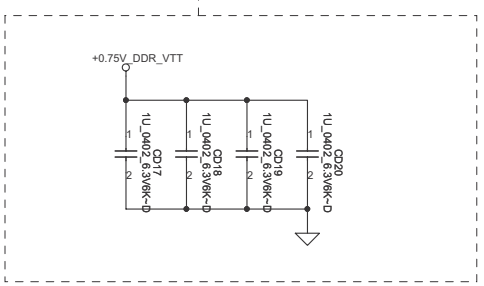 +0.75V_DDR_VTT
1
2
CD17
1U_0402_6.3V6K~D
1
2
CD18
1U_0402_6.3V6K~D
1
2
CD19
1U_0402_6.3V6K~D
1
2
CD20
1U_0402_6.3V6K~D